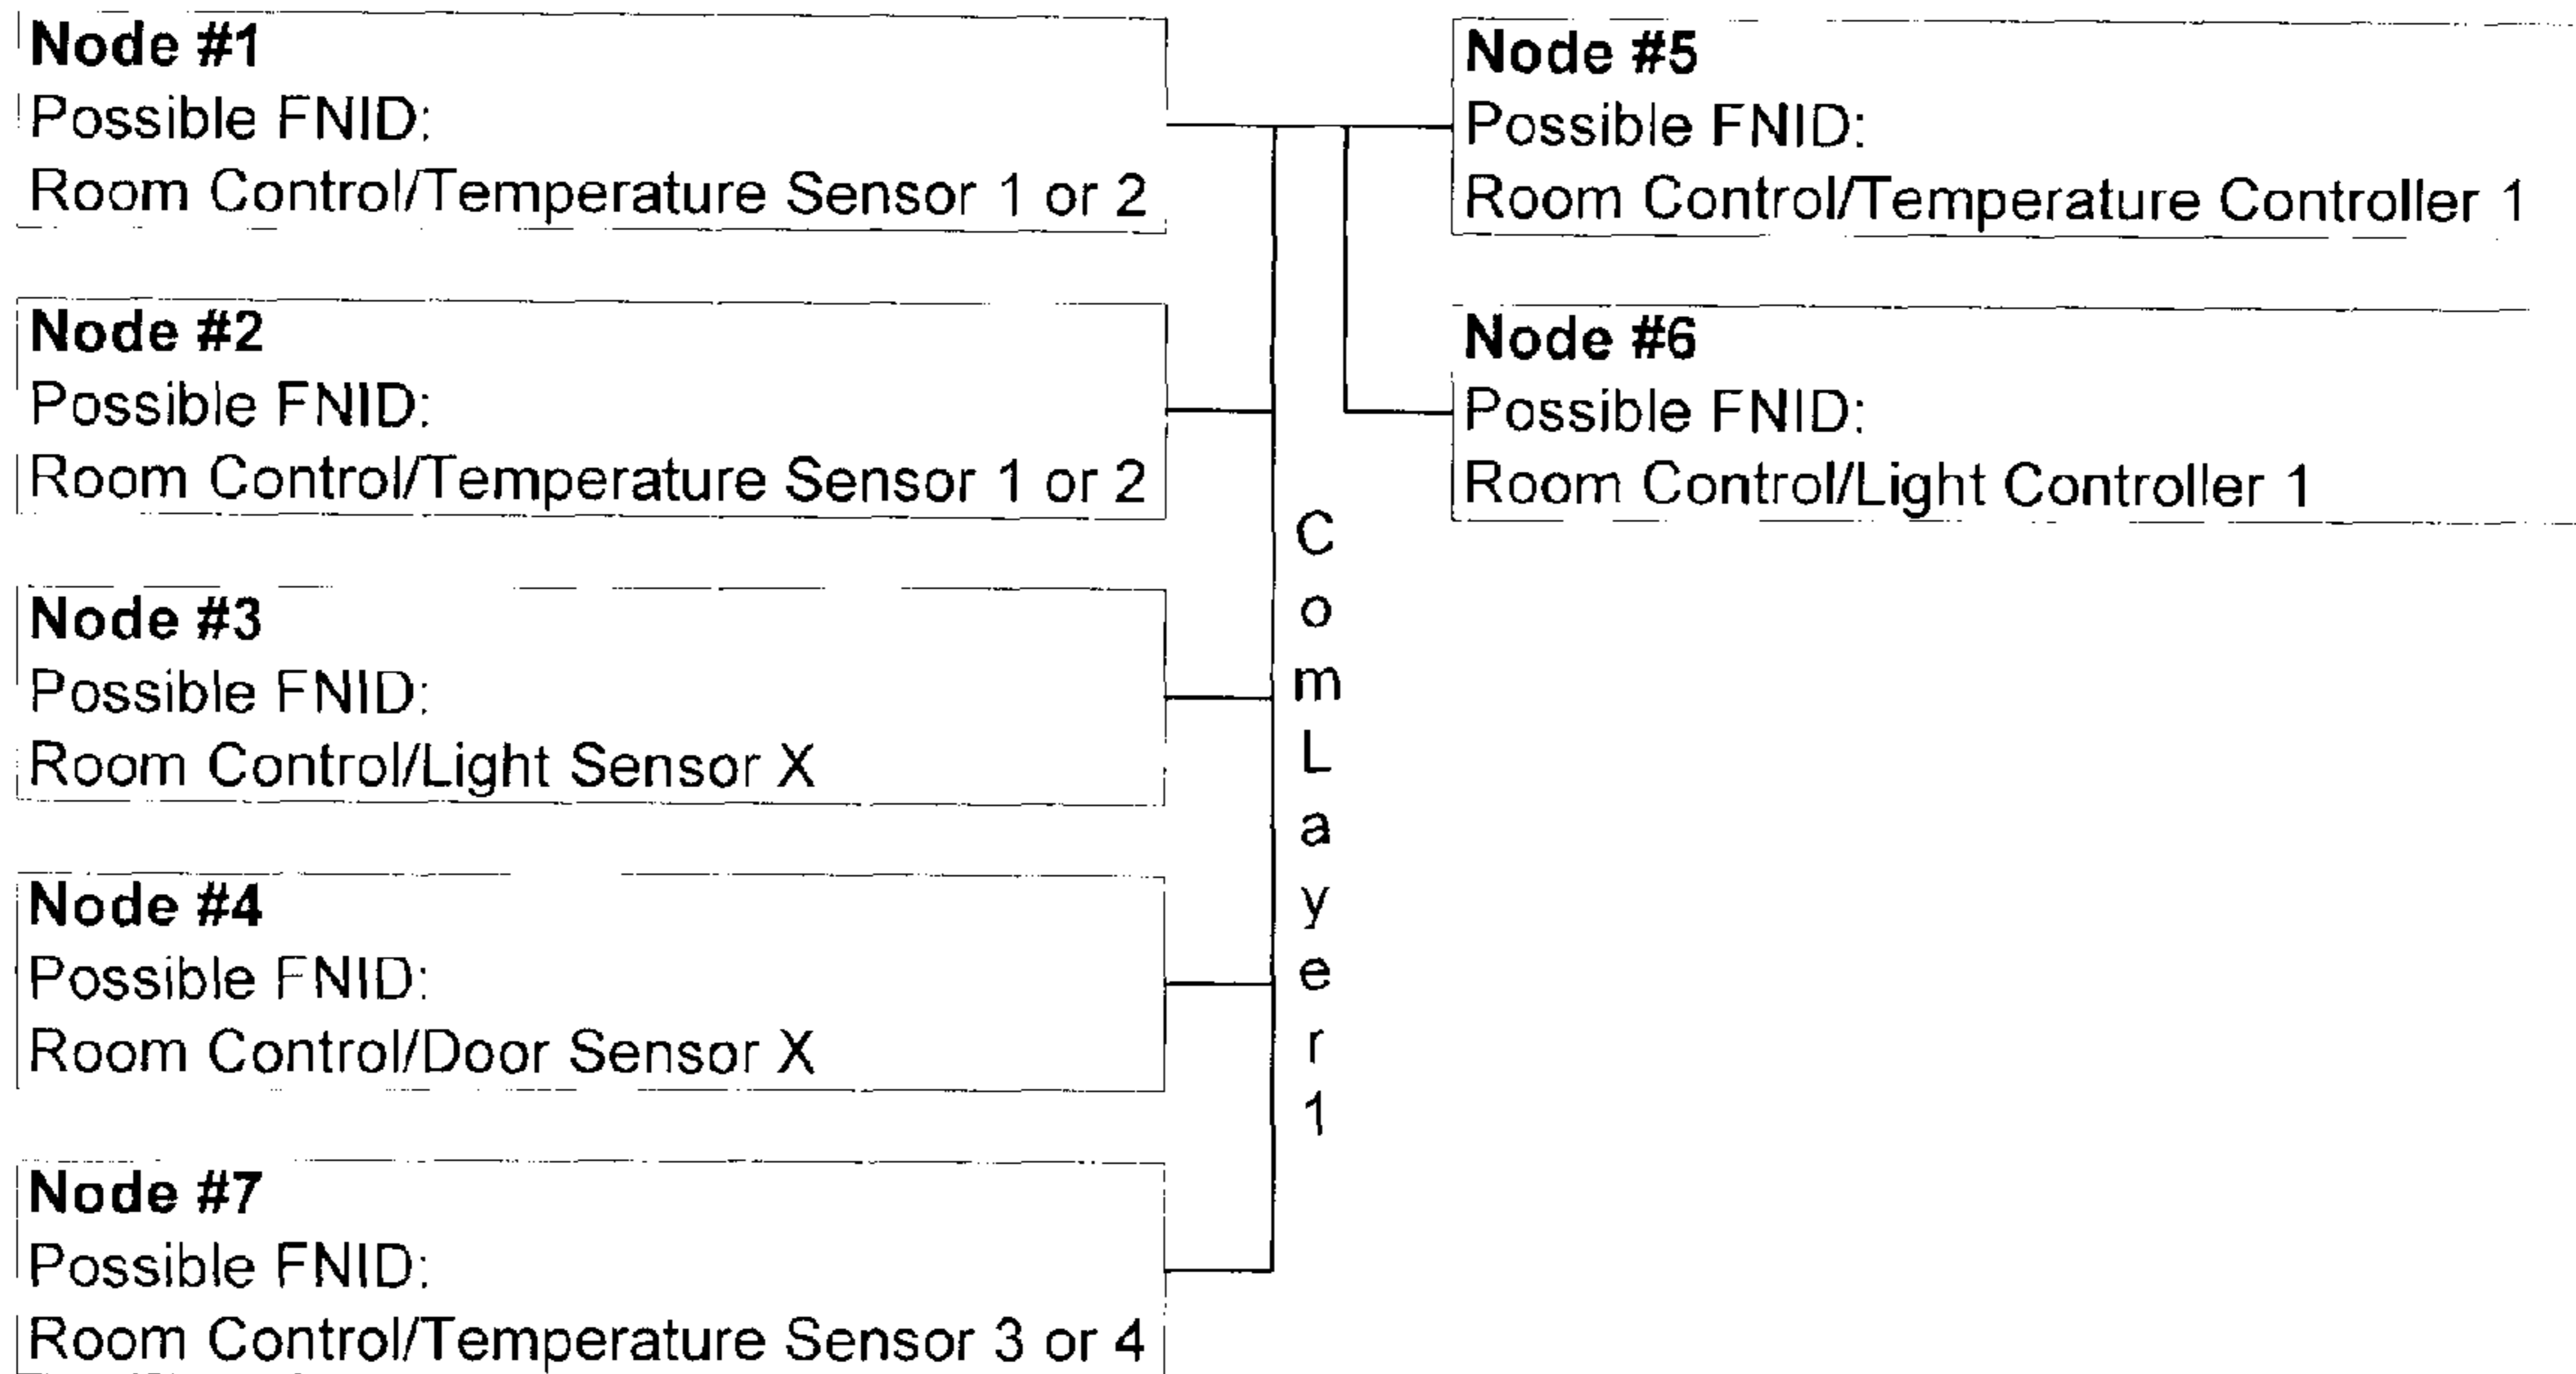 Node #1
Possible FNID:
Room Control/Temperature Sensor 1 or 2
Node #2
Possible FNID:
Room Control/Temperature Sensor 1 or 2
Node #3
Possible FNID:
Room Control/Light Sensor X
Node #4
Possible FNID:
Room Control/Door Sensor X
Node #7
Possible FNID:
Room Control/Temperature Sensor 3 or 4
ComLayer1
Node #5
Possible FNID:
Room Control/Temperature Controller 1
Node #6
Possible FNID:
Room Control/Light Controller 1